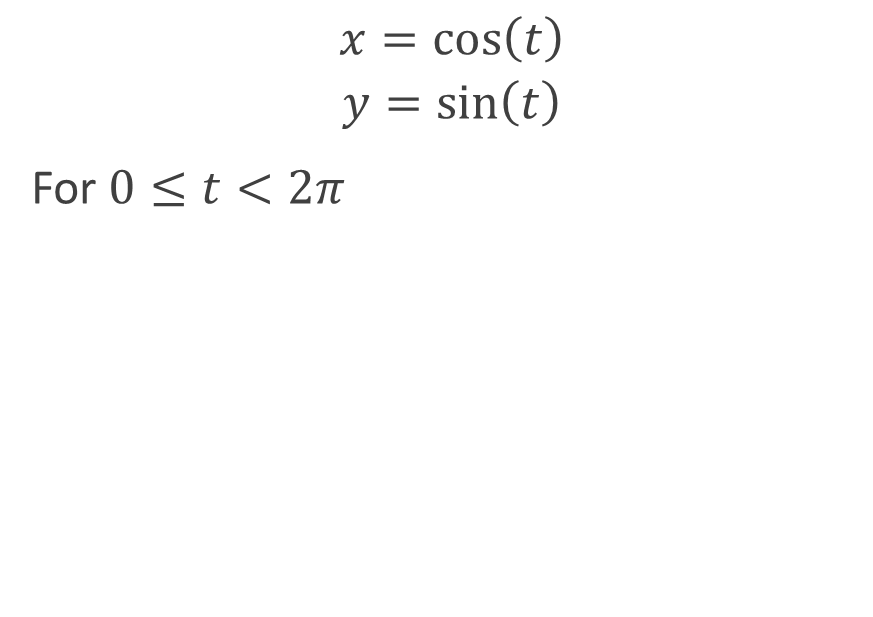 x = cos(t)
y = sin(t)
For 0 ≤ t < 2π